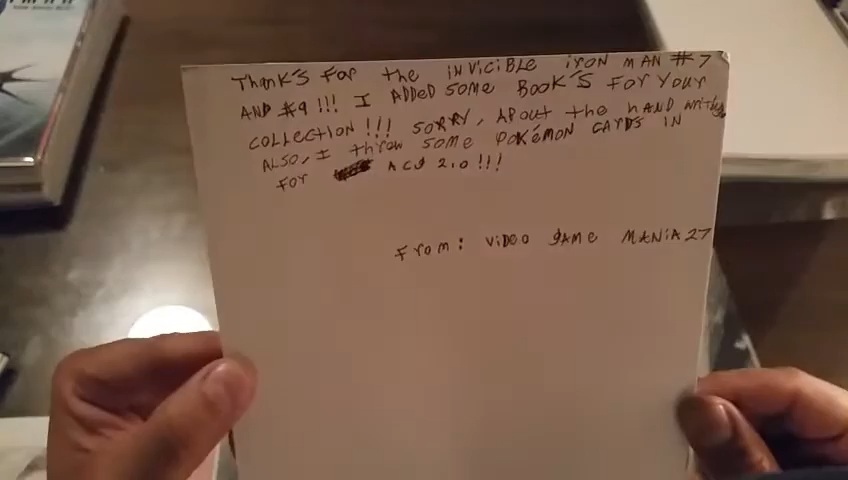 Thank's For the INVICIBLE iron MAN #7
AND #9!!! I ADDED SOME BOOK'S FOR YOUR
COLLECTION!!! SORRY, About the HAND writing
ALSO, I throw some POKéMON CARDS IN
FOR ACJ 2.0!!!
From: ViDEO gAME MANiA27